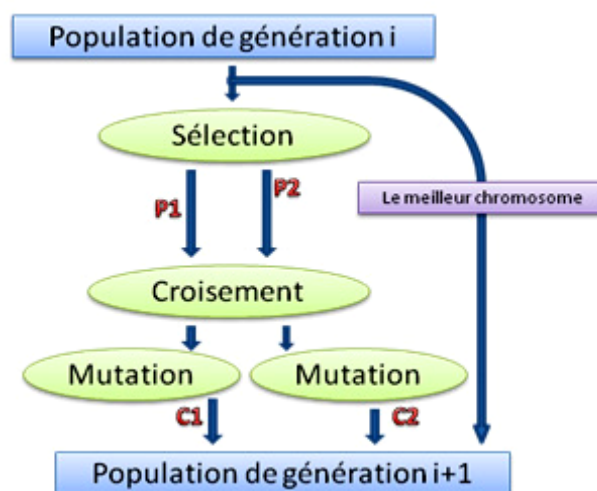 Population de génération i
Sélection
P1
P2
Le meilleur chromosome
Croisement
Mutation
Mutation
C1
C2
Population de génération i+1